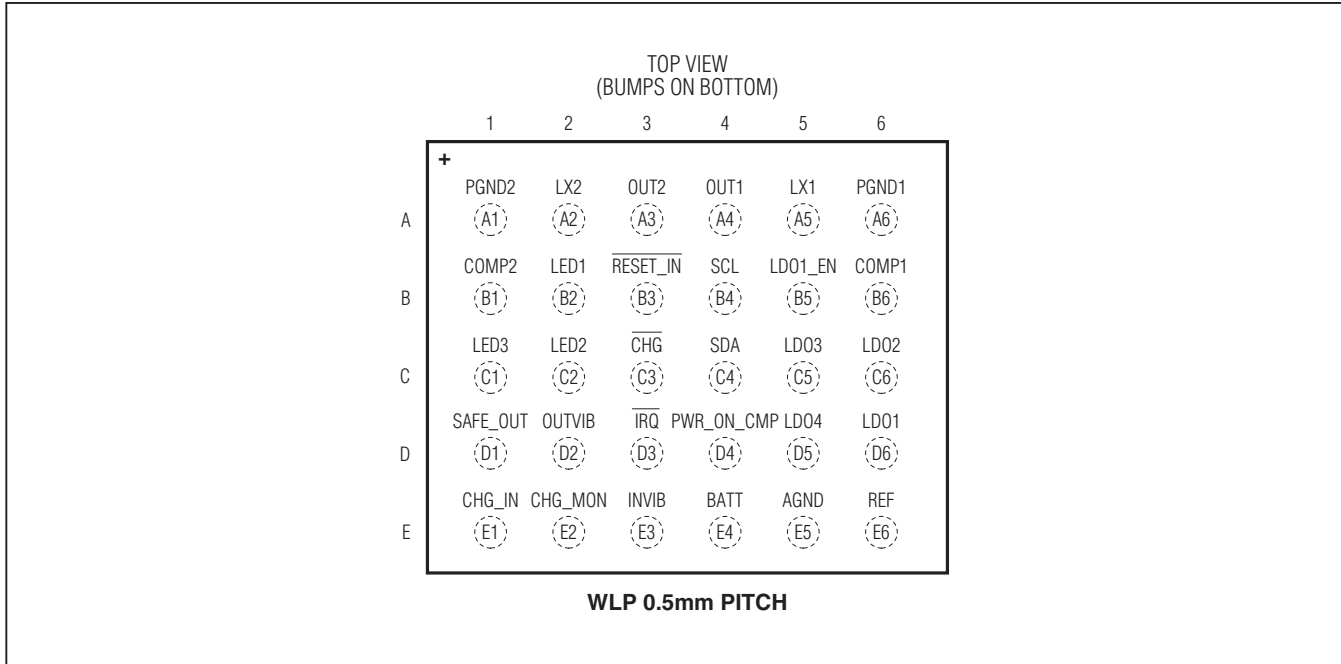 TOP VIEW
(BUMPS ON BOTTOM)
1 2 3 4 5 6
+
PGND2 LX2 OUT2 OUT1 LX1 PGND1
A A1 A2 A3 A4 A5 A6
COMP2 LED1 RESET_IN SCL LDO1_EN COMP1
B B1 B2 B3 B4 B5 B6
LED3 LED2 CHG SDA LDO3 LDO2
C C1 C2 C3 C4 C5 C6
SAFE_OUT OUTVIB IRQ PWR_ON_CMP LDO4 LDO1
D D1 D2 D3 D4 D5 D6
CHG_IN CHG_MON INVIB BATT AGND REF
E E1 E2 E3 E4 E5 E6
WLP 0.5mm PITCH